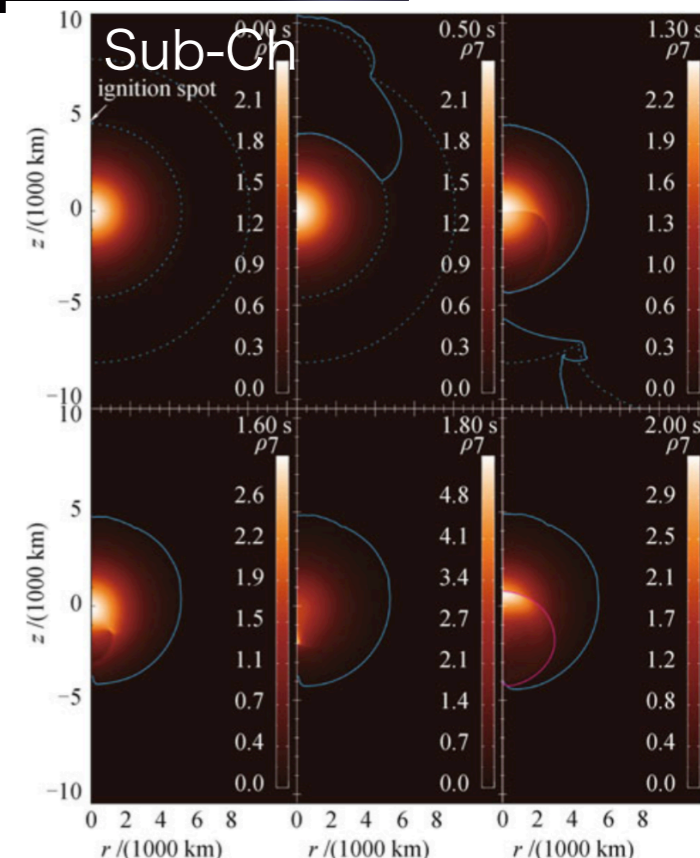 Sub-Ch
10
5
0
−5
−10
z /(1000 km)
0.00 s
ρ7
ignition spot
2.1
1.8
1.5
1.2
0.9
0.6
0.3
0.0
0.50 s
ρ7
2.1
1.8
1.5
1.2
0.9
0.6
0.3
0.0
1.30 s
ρ7
2.2
1.9
1.6
1.3
1.0
0.6
0.3
0.0
10
5
0
−5
−10
z /(1000 km)
1.60 s
ρ7
2.6
2.2
1.9
1.5
1.1
0.7
0.4
0.0
1.80 s
ρ7
4.8
4.1
3.4
2.7
2.1
1.4
0.7
0.0
2.00 s
ρ7
2.9
2.5
2.1
1.7
1.2
0.8
0.4
0.0
0 2 4 6 8
r /(1000 km)
0 2 4 6 8
r /(1000 km)
0 2 4 6 8
r /(1000 km)